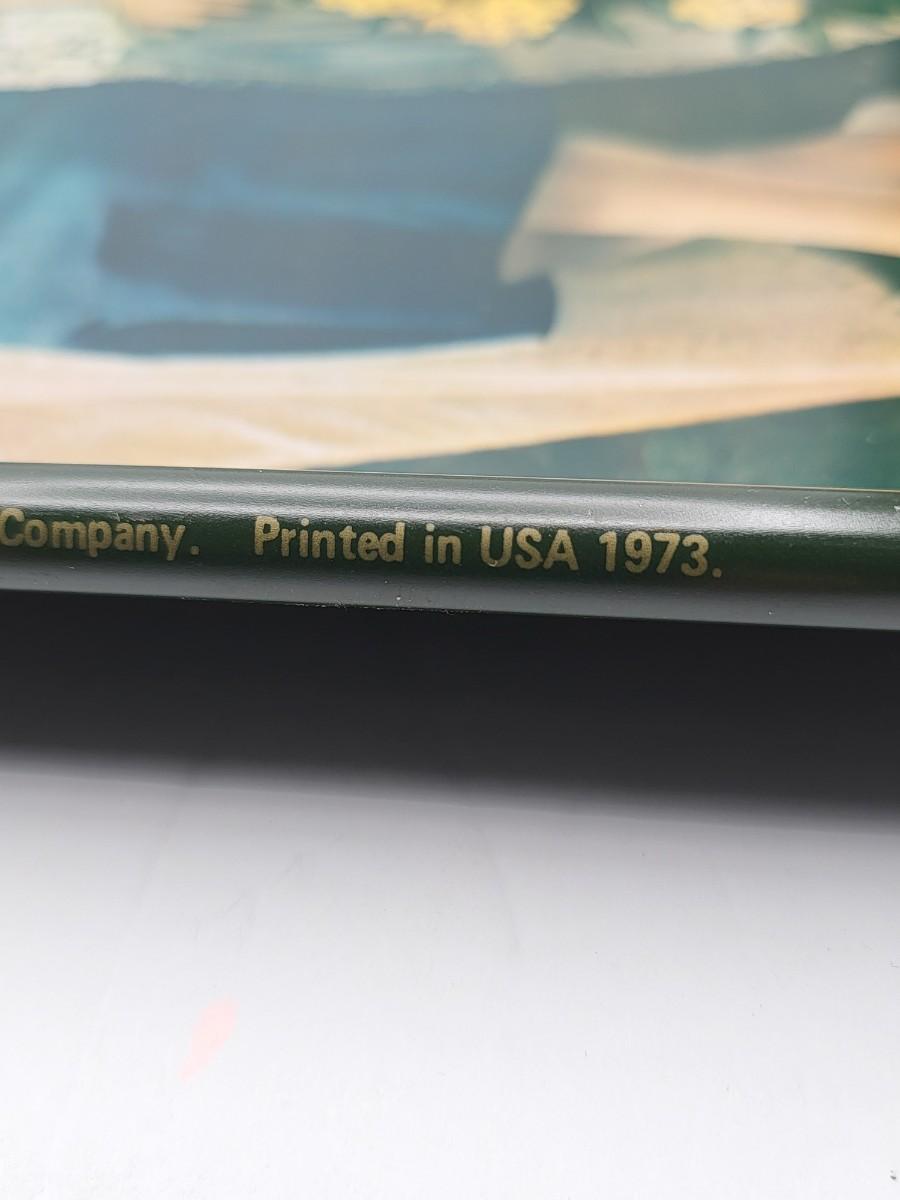 Company. Printed in USA 1973.